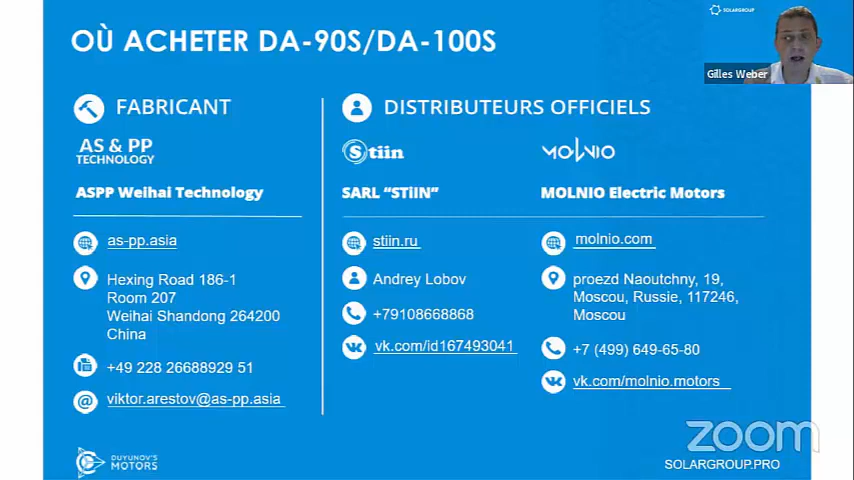 SOLARGROUP
Gilles Weber
OÙ ACHETER DA-90S/DA-100S
FABRICANT
AS & PP
TECHNOLOGY
ASPP Weihai Technology
as-pp.asia
Hexing Road 186-1
Room 207
Weihai Shandong 264200
China
+49 228 26688929 51
viktor.arestov@as-pp.asia
DISTRIBUTEURS OFFICIELS
Stiin
SARL “STiIN”
stiin.ru
Andrey Lobov
+79108668868
vk.com/id167493041
MOLNIO
MOLNIO Electric Motors
molnio.com
proezd Naoutchny, 19,
Moscou, Russie, 117246,
Moscou
+7 (499) 649-65-80
vk.com/molnio.motors
DUYUNOV'S
MOTORS
zoom
SOLARGROUP.PRO